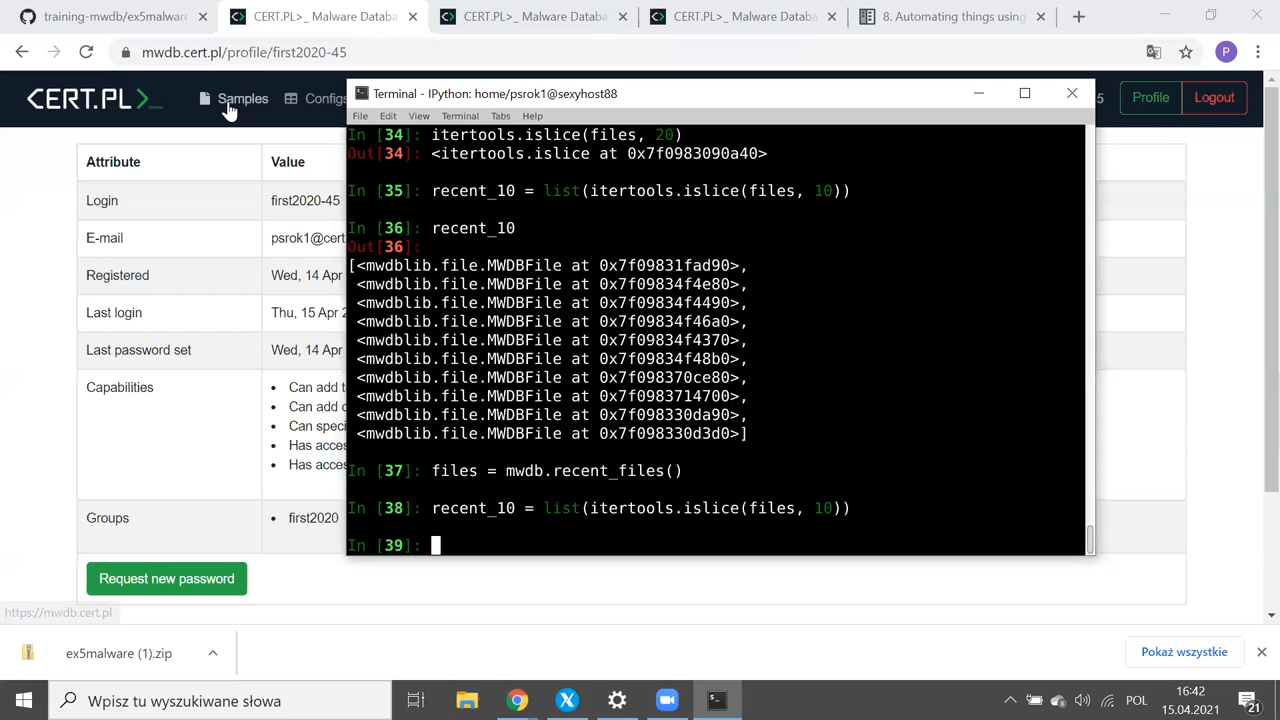 training-mwdb/ex5malware
CERT.PL>_ Malware Databa
CERT.PL>_ Malware Databa
CERT.PL>_ Malware Databa
8. Automating things using
mwdb.cert.pl/profile/first2020-45
P
<CERT.PL>_
Samples
Configs
5
Profile
Logout
Terminal - IPython: home/psrok1@sexyhost88
File Edit View Terminal Tabs Help
In [34]: itertools.islice(files, 20)
Out[34]: <itertools.islice at 0x7f0983090a40>
In [35]: recent_10 = list(itertools.islice(files, 10))
In [36]: recent_10
Out[36]:
[<mwdblib.file.MWDBFile at 0x7f09831fad90>,
<mwdblib.file.MWDBFile at 0x7f09834f4e80>,
<mwdblib.file.MWDBFile at 0x7f09834f4490>,
<mwdblib.file.MWDBFile at 0x7f09834f46a0>,
<mwdblib.file.MWDBFile at 0x7f09834f4370>,
<mwdblib.file.MWDBFile at 0x7f09834f48b0>,
<mwdblib.file.MWDBFile at 0x7f098370ce80>,
<mwdblib.file.MWDBFile at 0x7f0983714700>,
<mwdblib.file.MWDBFile at 0x7f098330da90>,
<mwdblib.file.MWDBFile at 0x7f098330d3d0>]
In [37]: files = mwdb.recent_files()
In [38]: recent_10 = list(itertools.islice(files, 10))
In [39]:
Attribute Value
Login first2020-45
E-mail psrok1@cert
Registered Wed, 14 Apr
Last login Thu, 15 Apr 2
Last password set Wed, 14 Apr
Capabilities
• Can add t
• Can add c
• Can speci
• Has acces
• Has acces
Groups • first2020
Request new password
https://mwdb.cert.pl
ex5malware (1).zip
Pokaż wszystkie
Wpisz tu wyszukiwane słowa
POL
16:42
15.04.2021
21